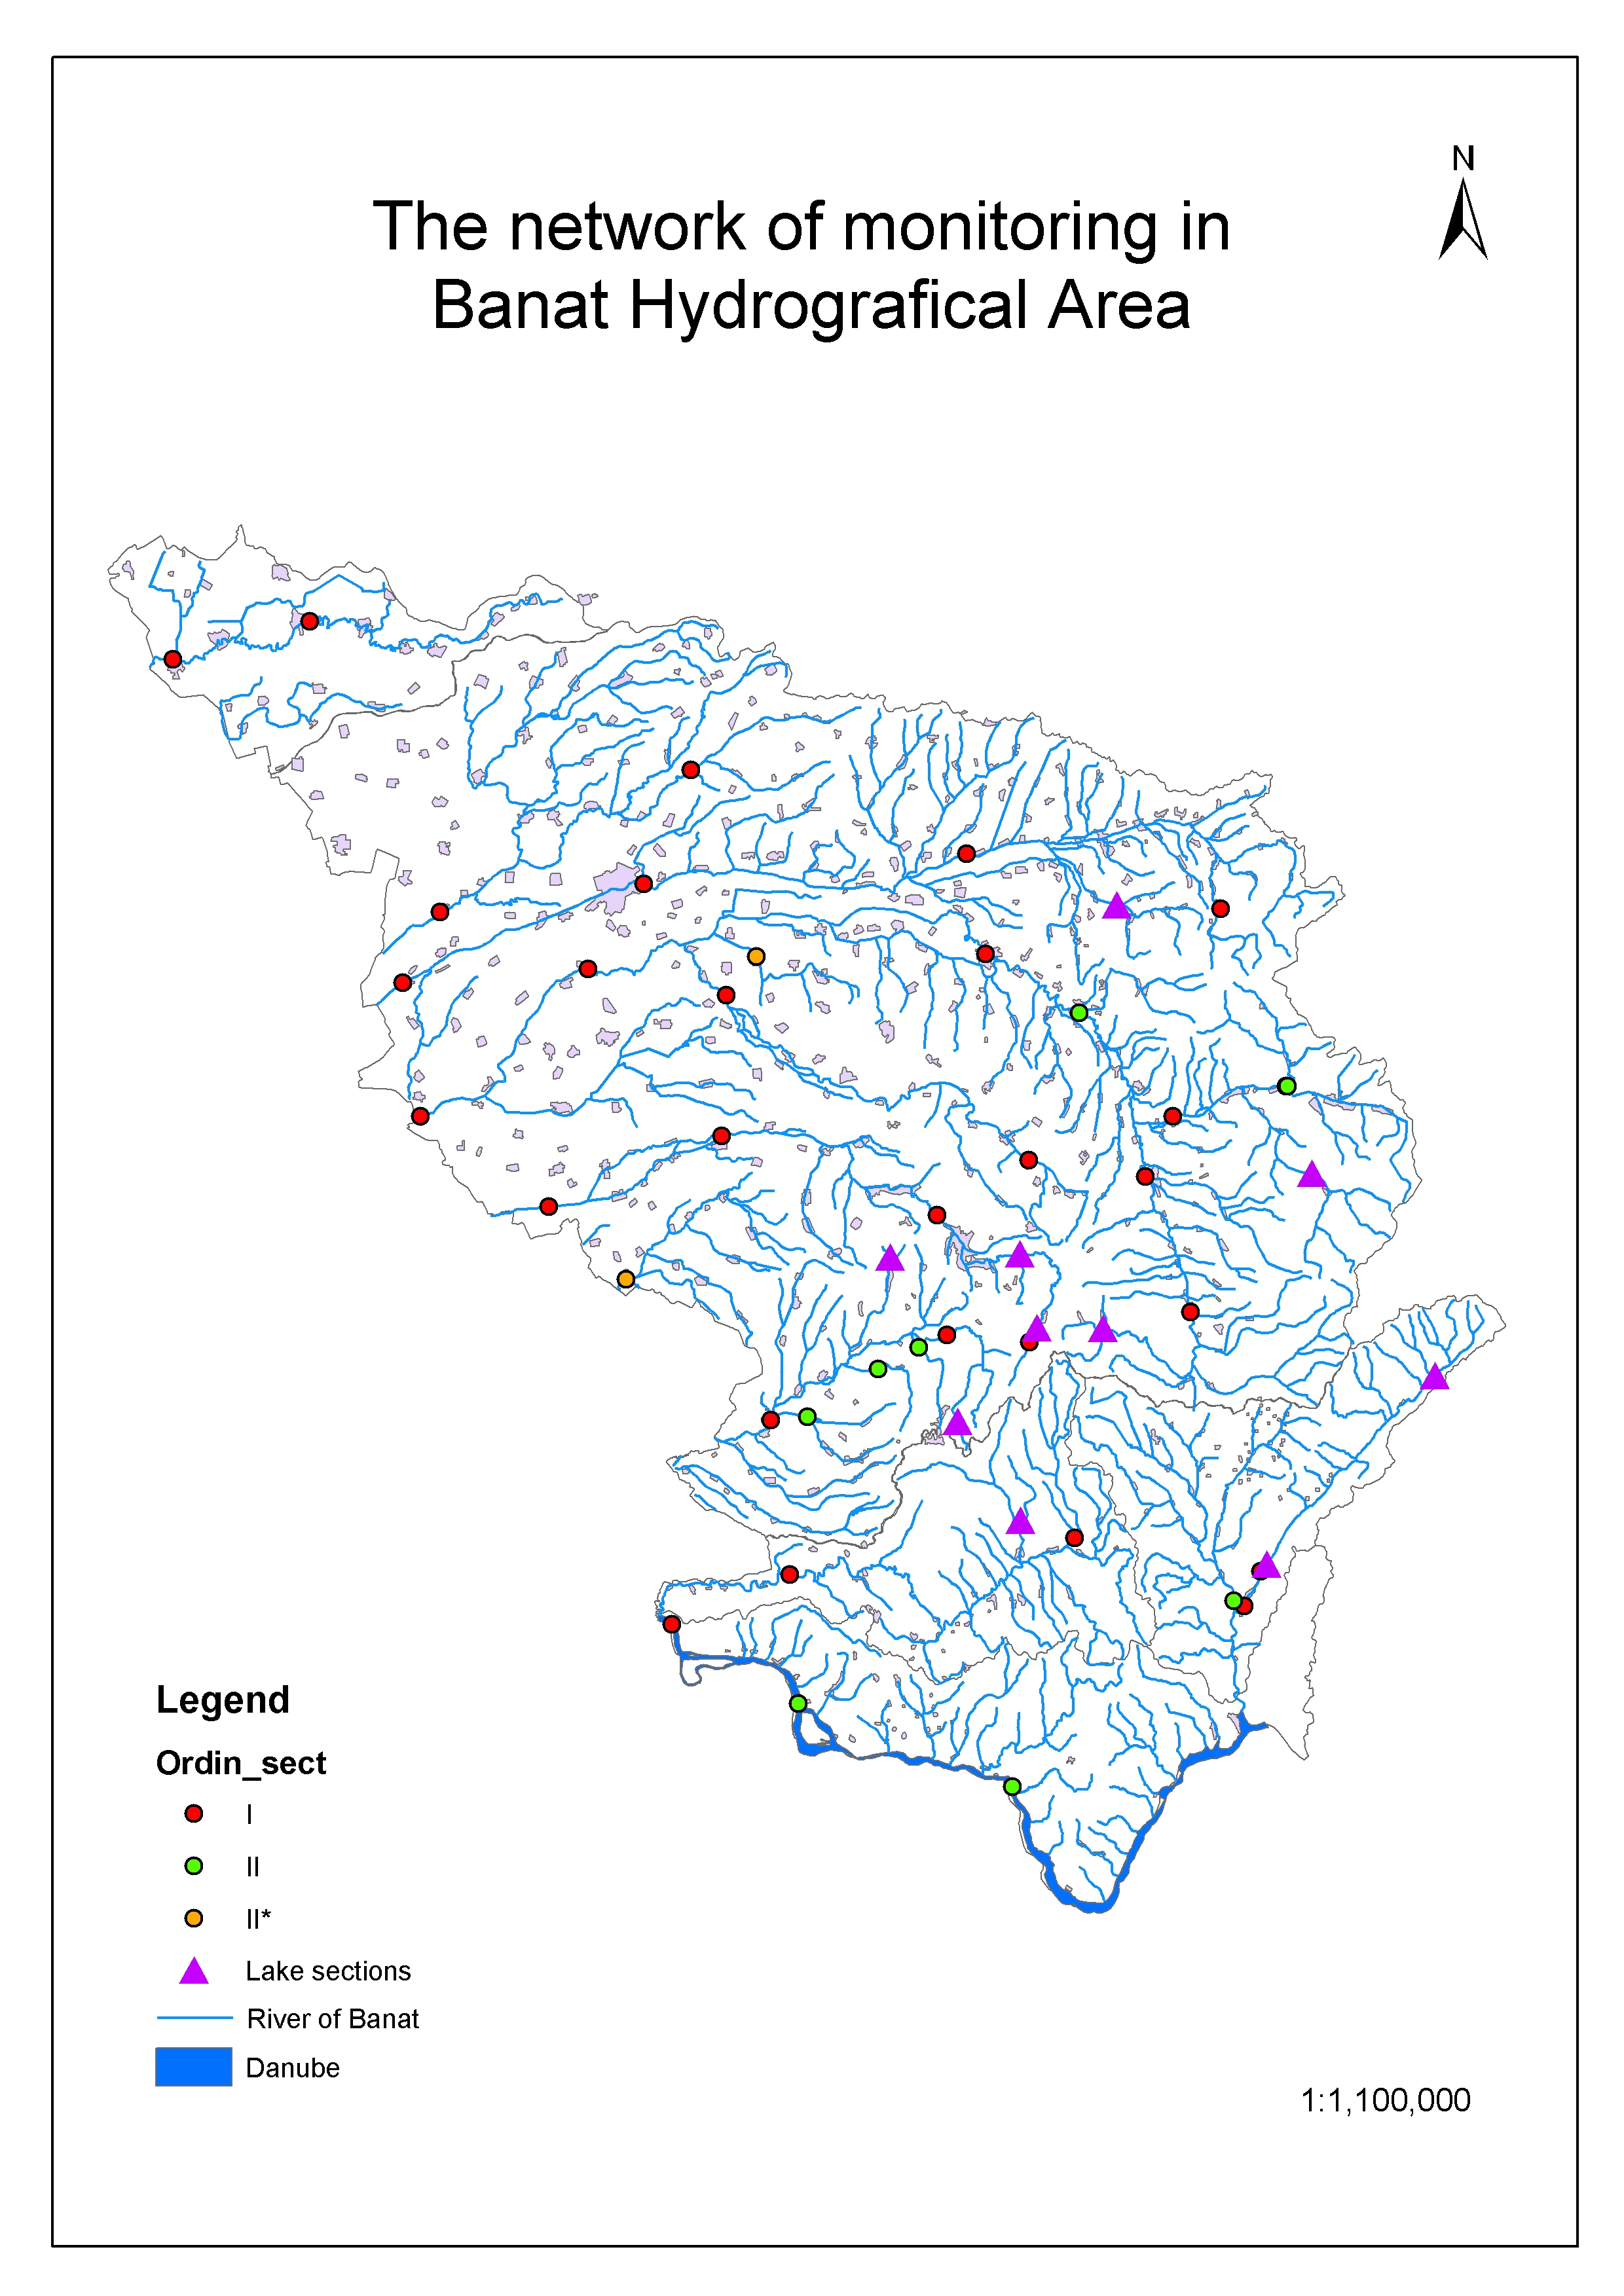 N
The network of monitoring in
Banat Hydrografical Area
Legend
Ordin_sect
I
II
II*
Lake sections
River of Banat
Danube
1:1,100,000